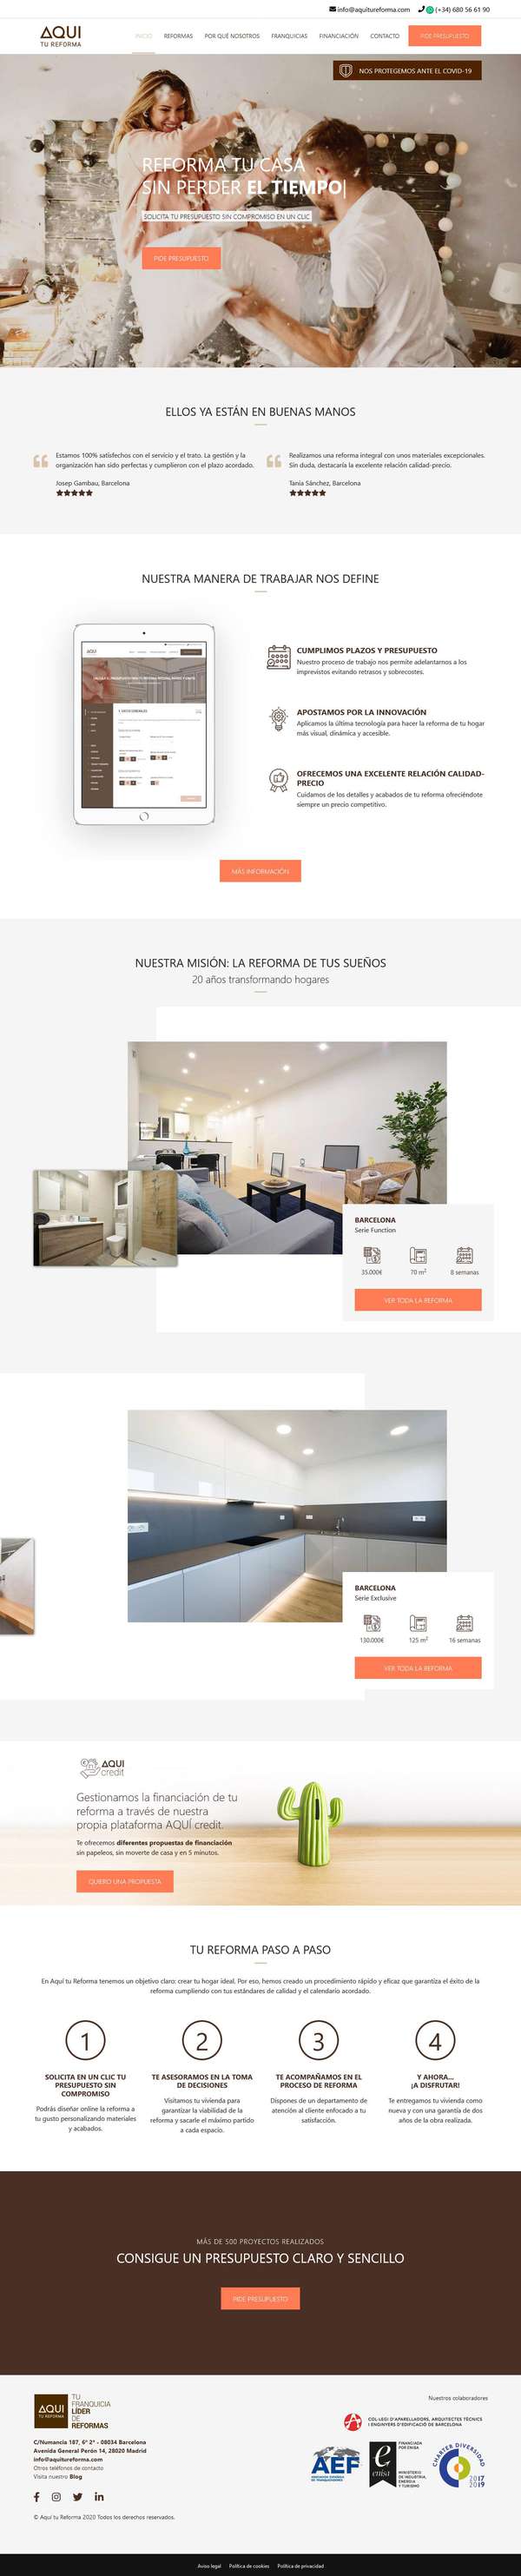 info@aquitureforma.com (+34) 680 56 61 90
AQUI
TU REFORMA
INICIO REFORMAS POR QUÉ NOSOTROS FRANQUICIAS FINANCIACIÓN CONTACTO PIDE PRESUPUESTO
NOS PROTEGEMOS ANTE EL COVID-19
REFORMA TU CASA
SIN PERDER EL TIEMPO|
SOLICITA TU PRESUPUESTO SIN COMPROMISO EN UN CLIC
PIDE PRESUPUESTO
ELLOS YA ESTÁN EN BUENAS MANOS
Estamos 100% satisfechos con el servicio y el trato. La gestión y la
organización han sido perfectas y cumplieron con el plazo acordado.
Josep Gambau, Barcelona
Realizamos una reforma integral con unos materiales excepcionales.
Sin duda, destacaría la excelente relación calidad-precio.
Tania Sánchez, Barcelona
NUESTRA MANERA DE TRABAJAR NOS DEFINE
AQUI
CUMPLIMOS PLAZOS Y PRESUPUESTO
Nuestro proceso de trabajo nos permite adelantarnos a los
imprevistos evitando retrasos y sobrecostes.
APOSTAMOS POR LA INNOVACIÓN
Aplicamos la última tecnología para hacer la reforma de tu hogar
más visual, dinámica y accesible.
OFRECEMOS UNA EXCELENTE RELACIÓN CALIDAD-
PRECIO
Cuidamos de los detalles y acabados de tu reforma ofreciéndote
siempre un precio competitivo.
MÁS INFORMACIÓN
NUESTRA MISIÓN: LA REFORMA DE TUS SUEÑOS
20 años transformando hogares
BARCELONA
Serie Function
35.000€ 70 m² 8 semanas
VER TODA LA REFORMA
BARCELONA
Serie Exclusive
130.000€ 125 m² 16 semanas
VER TODA LA REFORMA
AQUI
credit
Gestionamos la financiación de tu
reforma a través de nuestra
propia plataforma AQUÍ credit.
Te ofrecemos diferentes propuestas de financiación
sin papeleos, sin moverte de casa y en 5 minutos.
QUIERO UNA PROPUESTA
TU REFORMA PASO A PASO
En Aquí tu Reforma tenemos un objetivo claro: crear tu hogar ideal. Por eso, hemos creado un procedimiento rápido y eficaz que garantiza el éxito de la
reforma cumpliendo con tus estándares de calidad y el calendario acordado.
1
SOLICITA EN UN CLIC TU
PRESUPUESTO SIN
COMPROMISO
Podrás diseñar online la reforma a
tu gusto personalizando materiales
y acabados.
2
TE ASESORAMOS EN LA TOMA
DE DECISIONES
Visitamos tu vivienda para
garantizar la viabilidad de la
reforma y sacarle el máximo partido
a cada espacio.
3
TE ACOMPAÑAMOS EN EL
PROCESO DE REFORMA
Dispones de un departamento de
atención al cliente enfocado a tu
satisfacción.
4
Y AHORA...
¡A DISFRUTAR!
Te entregamos tu vivienda como
nueva y con una garantía de dos
años de la obra realizada.
MÁS DE 500 PROYECTOS REALIZADOS
CONSIGUE UN PRESUPUESTO CLARO Y SENCILLO
PIDE PRESUPUESTO
AQUI
TU REFORMA
TU
FRANQUICIA
LÍDER
DE
REFORMAS
C/Numancia 187, 6º 2ª - 08034 Barcelona
Avenida General Perón 14, 28020 Madrid
info@aquitureforma.com
Otros teléfonos de contacto
Visita nuestro Blog
© Aquí tu Reforma 2020 Todos los derechos reservados.
Nuestros colaboradores
COL·LEGI D'APARELLADORS, ARQUITECTES TÈCNICS
I ENGINYERS D'EDIFICACIÓ DE BARCELONA
AEF
ASOCIACIÓN ESPAÑOLA
DE FRANQUICIADORES
e
enisa
FINANCIADA
POR ENISA
MINISTERIO
DE INDUSTRIA,
ENERGÍA
Y TURISMO
CHARTER DIVERSIDAD
2017
2019
Aviso legal Política de cookies Política de privacidad